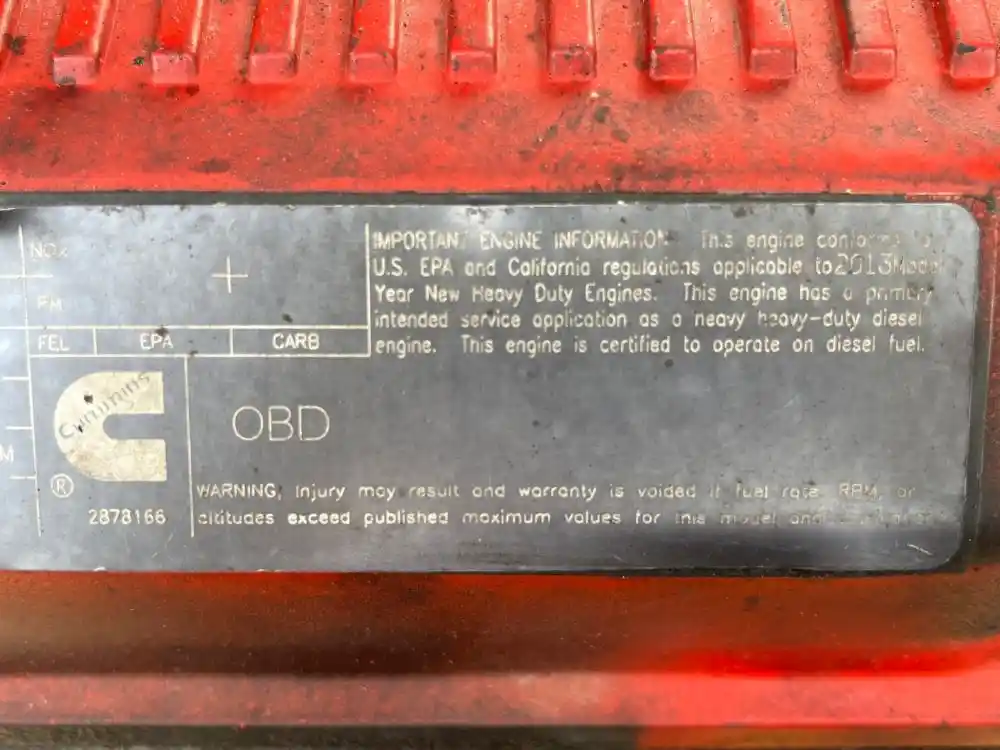 NOx
PM
FEL EPA CARB
IMPORTANT ENGINE INFORMATION This engine conforms to
U.S. EPA and California regulations applicable to 2013 Model
Year New Heavy Duty Engines. This engine has a primary
intended service application as a heavy heavy-duty diesel
engine. This engine is certified to operate on diesel fuel.
Cummins
OBD
M
®
2878166
WARNING; Injury may result and warranty is voided if fuel rate, RPM, or
altitudes exceed published maximum values for this model and